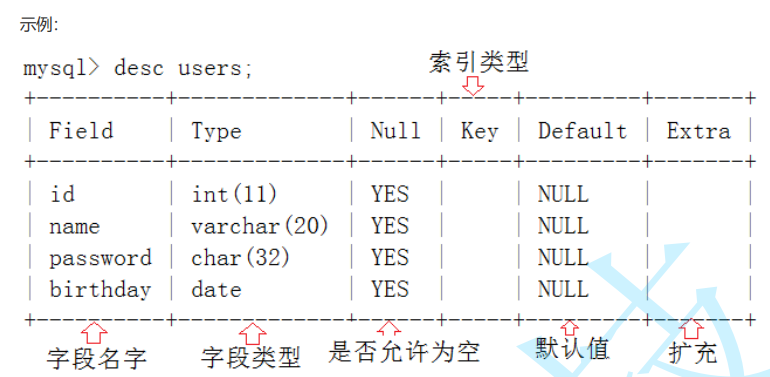 示例:
mysql> desc users;
索引类型
+----------+-------------+------+-----+---------+-------+
| Field | Type | Null | Key | Default | Extra |
+----------+-------------+------+-----+---------+-------+
| id | int(11) | YES | | NULL | |
| name | varchar(20) | YES | | NULL | |
| password | char(32) | YES | | NULL | |
| birthday | date | YES | | NULL | |
+----------+-------------+------+-----+---------+-------+
字段名字 字段类型 是否允许为空 默认值 扩充